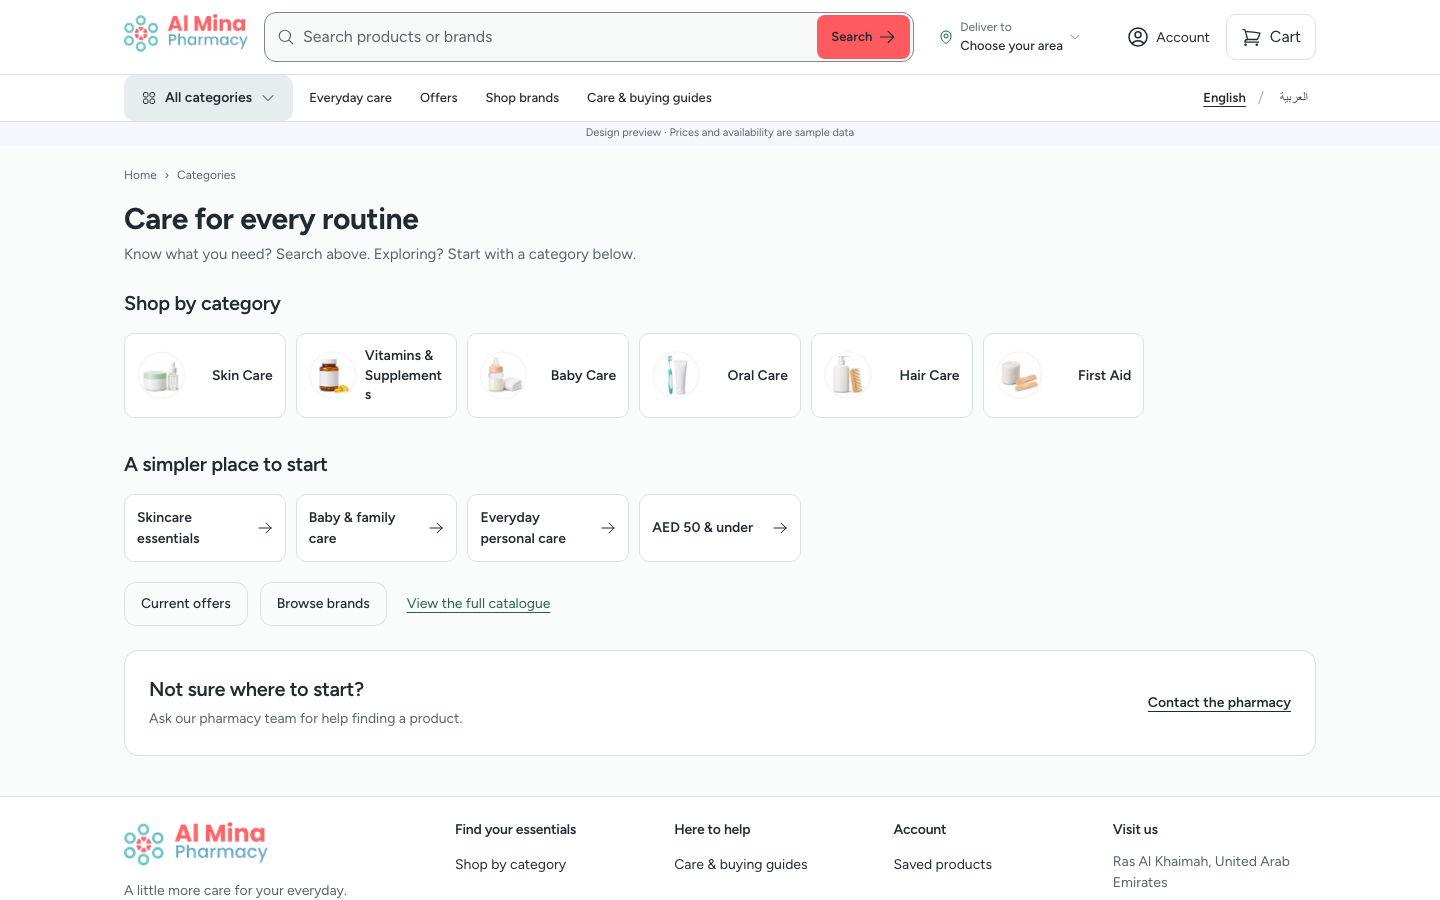 Al Mina
Pharmacy
Search products or brands
Search
Deliver to
Choose your area
Account
Cart
All categories
Everyday care
Offers
Shop brands
Care & buying guides
English
/
العربية
Design preview · Prices and availability are sample data
Home › Categories
Care for every routine
Know what you need? Search above. Exploring? Start with a category below.
Shop by category
Skin Care
Vitamins &
Supplement
s
Baby Care
Oral Care
Hair Care
First Aid
A simpler place to start
Skincare
essentials
Baby & family
care
Everyday
personal care
AED 50 & under
Current offers
Browse brands
View the full catalogue
Not sure where to start?
Ask our pharmacy team for help finding a product.
Contact the pharmacy
Al Mina
Pharmacy
A little more care for your everyday.
Find your essentials
Shop by category
Here to help
Care & buying guides
Account
Saved products
Visit us
Ras Al Khaimah, United Arab
Emirates